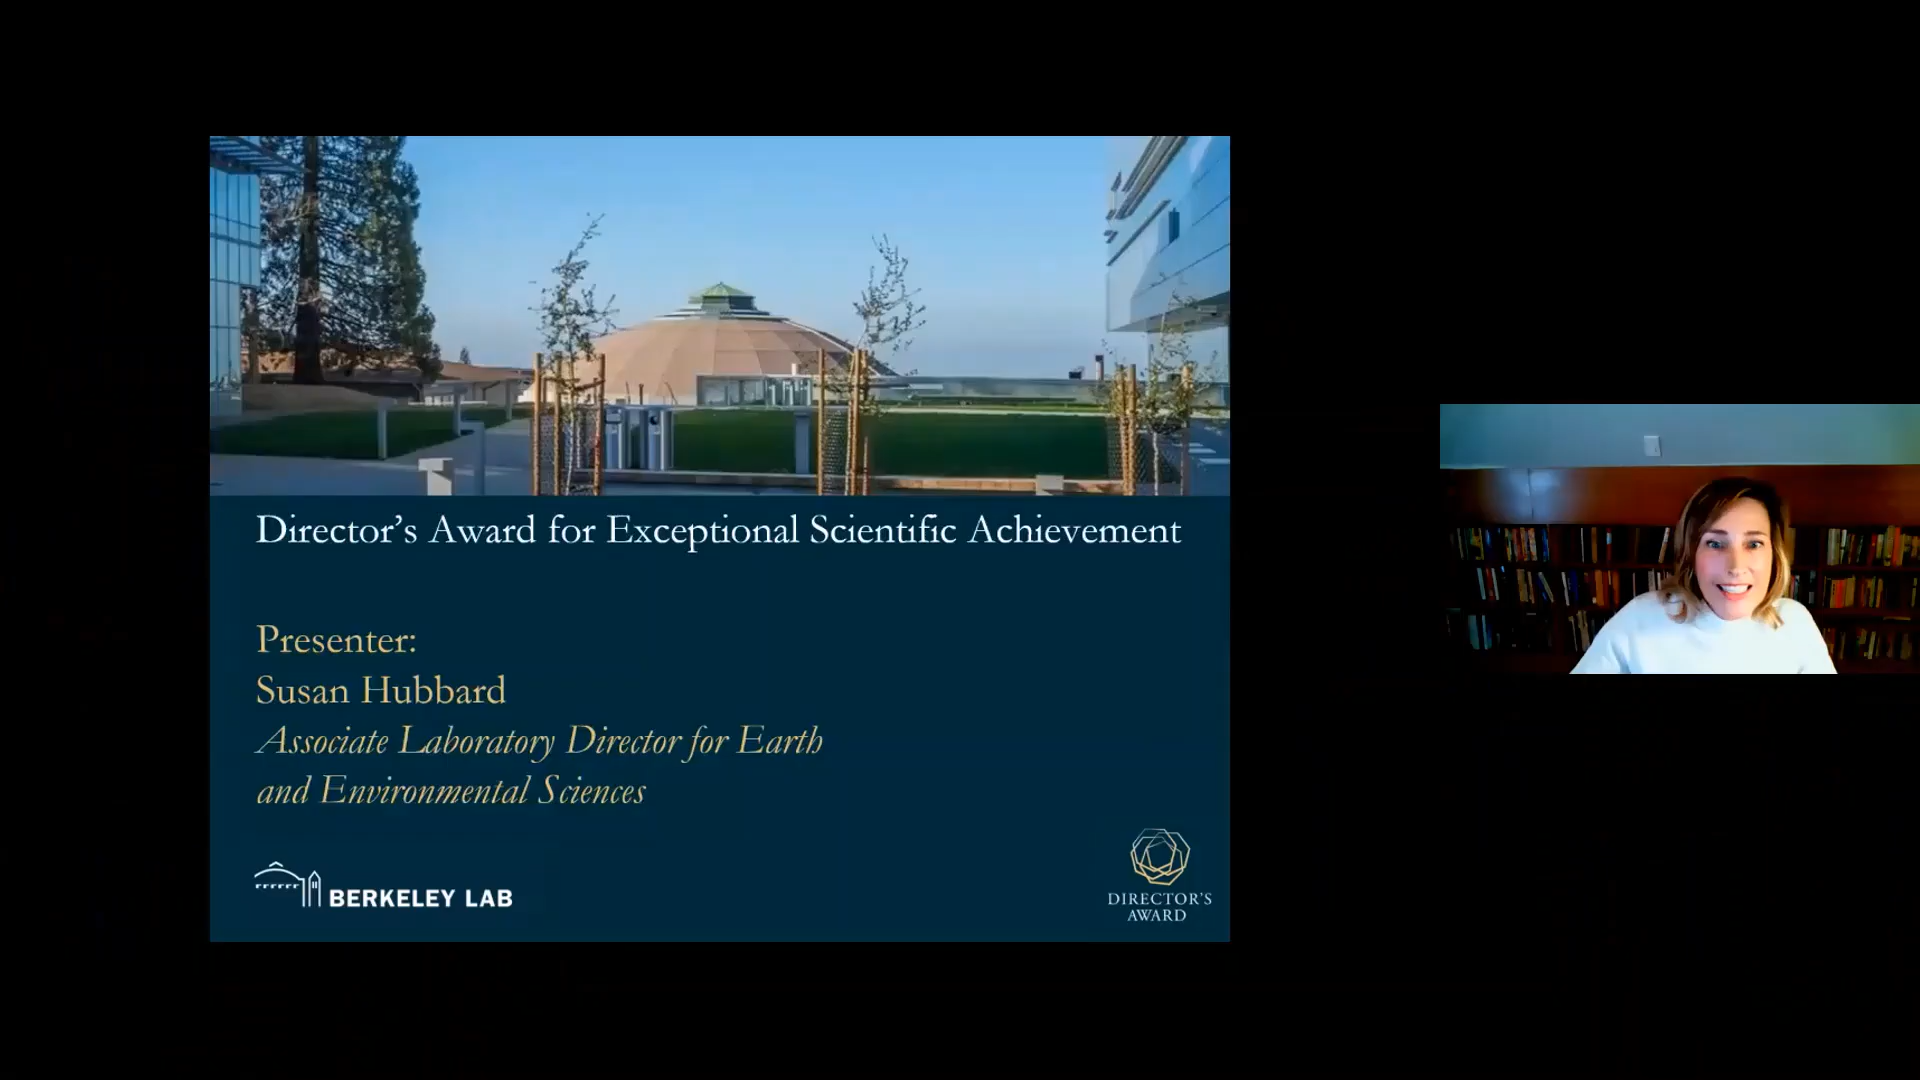 Director’s Award for Exceptional Scientific Achievement
Presenter:
Susan Hubbard
Associate Laboratory Director for Earth
and Environmental Sciences
BERKELEY LAB
DIRECTOR’S
AWARD